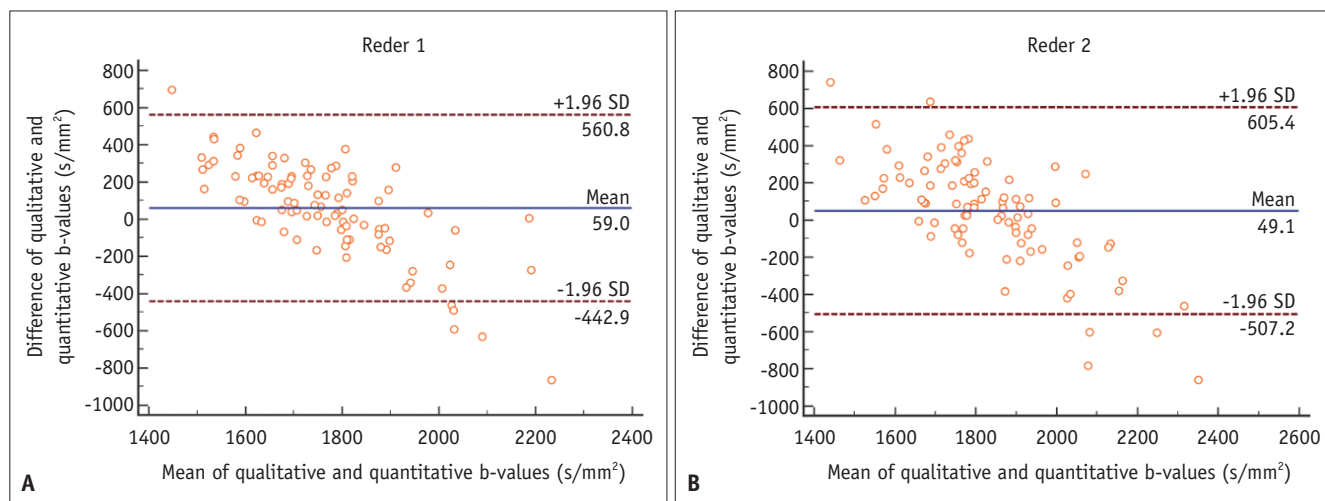 Reder 1
Difference of qualitative and
quantitative b-values (s/mm²)
800
600
400
200
0
-200
-400
-600
-800
-1000
+1.96 SD
560.8
Mean
59.0
-1.96 SD
-442.9
1400 1600 1800 2000 2200 2400
Mean of qualitative and quantitative b-values (s/mm²)
A
Reder 2
Difference of qualitative and
quantitative b-values (s/mm²)
800
600
400
200
0
-200
-400
-600
-800
-1000
+1.96 SD
605.4
Mean
49.1
-1.96 SD
-507.2
1400 1600 1800 2000 2200 2400 2600
Mean of qualitative and quantitative b-values (s/mm²)
B